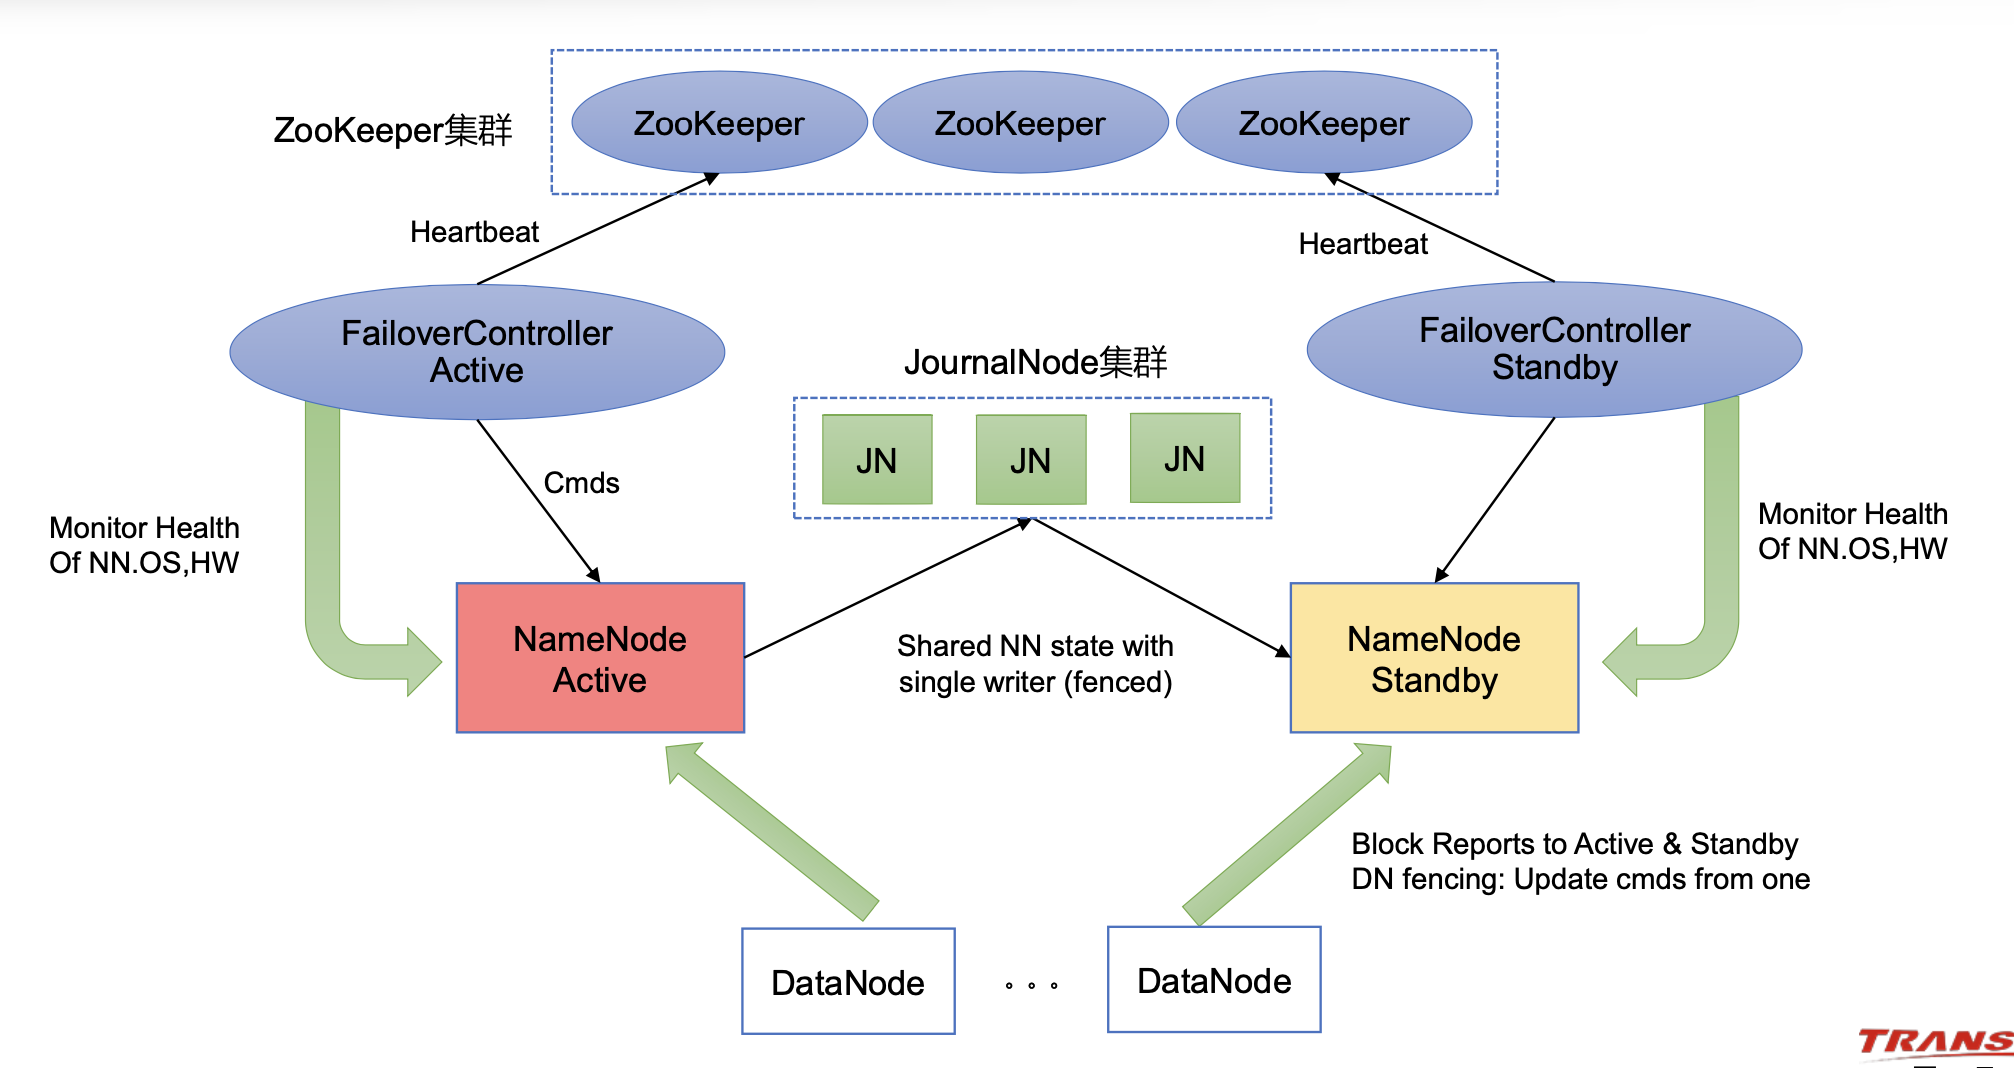 ZooKeeper集群
ZooKeeper
ZooKeeper
ZooKeeper
Heartbeat
Heartbeat
FailoverController
Active
FailoverController
Standby
JournalNode集群
JN
JN
JN
Cmds
Monitor Health
Of NN.OS,HW
Monitor Health
Of NN.OS,HW
NameNode
Active
Shared NN state with
single writer (fenced)
NameNode
Standby
Block Reports to Active & Standby
DN fencing: Update cmds from one
DataNode
。。。
DataNode
TRANS